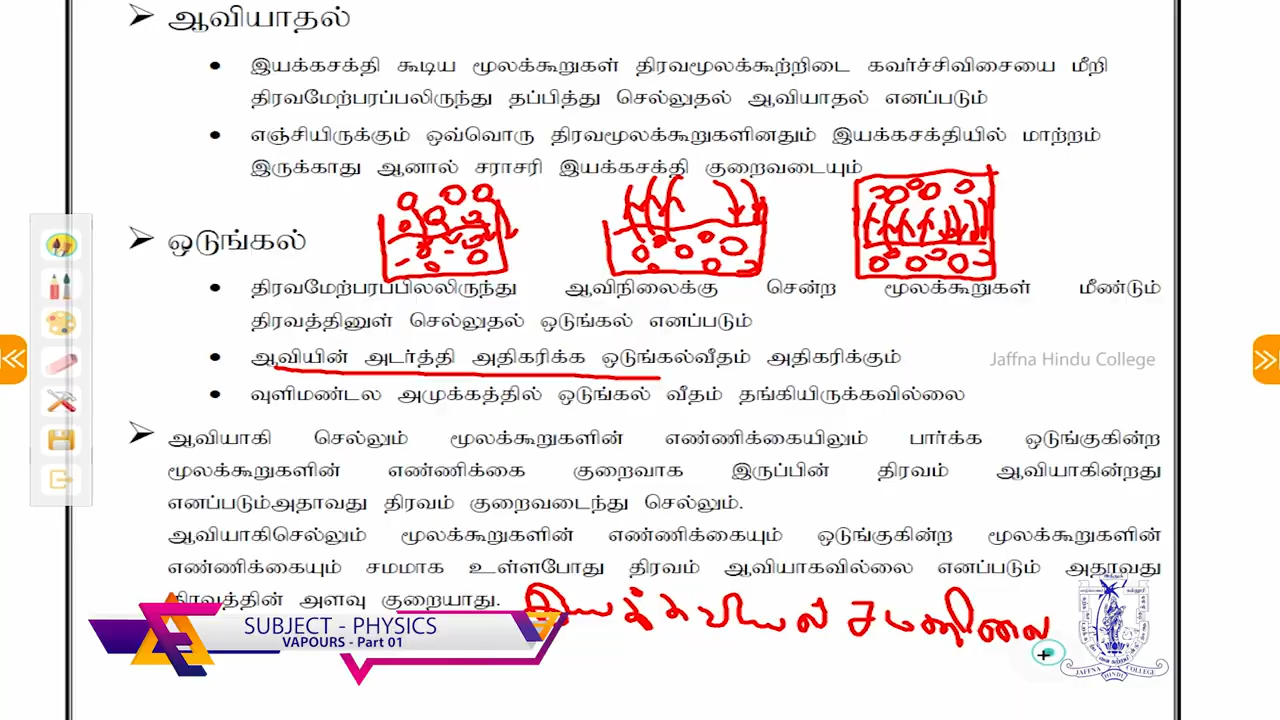 ஆவியாதல்
இயக்கசக்தி கூடிய மூலக்கூறுகள் திரவமூலக்கூற்றிடை கவர்ச்சிவிசையை மீறி
திரவமேற்பரப்பலிருந்து தப்பித்து செல்லுதல் ஆவியாதல் எனப்படும்
எஞ்சியிருக்கும் ஒவ்வொரு திரவமூலக்கூறுகளினதும் இயக்கசக்தியில் மாற்றம்
இருக்காது ஆனால் சராசரி இயக்கசக்தி குறைவடையும்
ஒடுங்கல்
திரவமேற்பரப்பிலலிருந்து ஆவிநிலைக்கு சென்ற மூலக்கூறுகள் மீண்டும்
திரவத்தினுள் செல்லுதல் ஒடுங்கல் எனப்படும்
ஆவியின் அடர்த்தி அதிகரிக்க ஒடுங்கல்வீதம் அதிகரிக்கும்
Jaffna Hindu College
வுளிமண்டல அமுக்கத்தில் ஒடுங்கல் வீதம் தங்கியிருக்கவில்லை
ஆவியாகி செல்லும் மூலக்கூறுகளின் எண்ணிக்கையிலும் பார்க்க ஒடுங்குகின்ற
மூலக்கூறுகளின் எண்ணிக்கை குறைவாக இருப்பின் திரவம் ஆவியாகின்றது
எனப்படும்அதாவது திரவம் குறைவடைந்து செல்லும்.
ஆவியாகிசெல்லும் மூலக்கூறுகளின் எண்ணிக்கையும் ஒடுங்குகின்ற மூலக்கூறுகளின்
எண்ணிக்கையும் சமமாக உள்ளபோது திரவம் ஆவியாகவில்லை எனப்படும் அதாவது
திரவத்தின் அளவு குறையாது.
இயக்கவியல் சமனிலை
SUBJECT - PHYSICS
VAPOURS - Part 01
JAFFNA HINDU COLLEGE